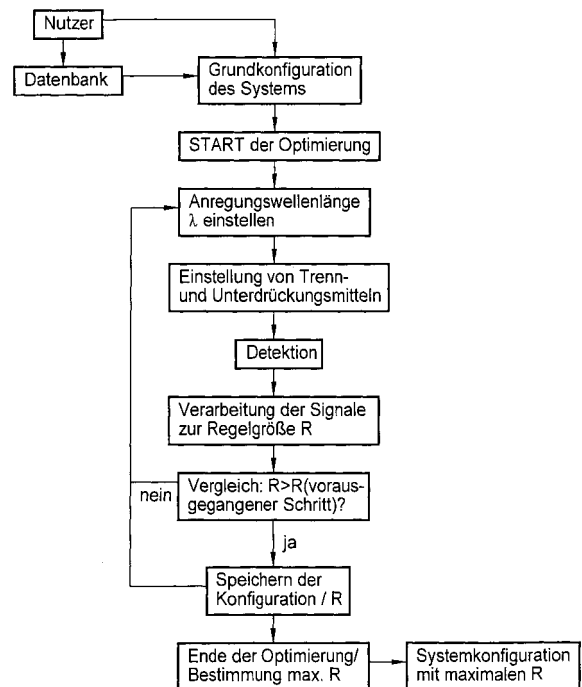 Nutzer
Datenbank
Grundkonfiguration
des Systems
START der Optimierung
Anregungswellenlänge
λ einstellen
Einstellung von Trenn-
und Unterdrückungsmitteln
Detektion
Verarbeitung der Signale
zur Regelgröße R
nein
Vergleich: R>R(voraus-
gegangener Schritt)?
ja
Speichern der
Konfiguration / R
Ende der Optimierung/
Bestimmung max. R
Systemkonfiguration
mit maximalen R